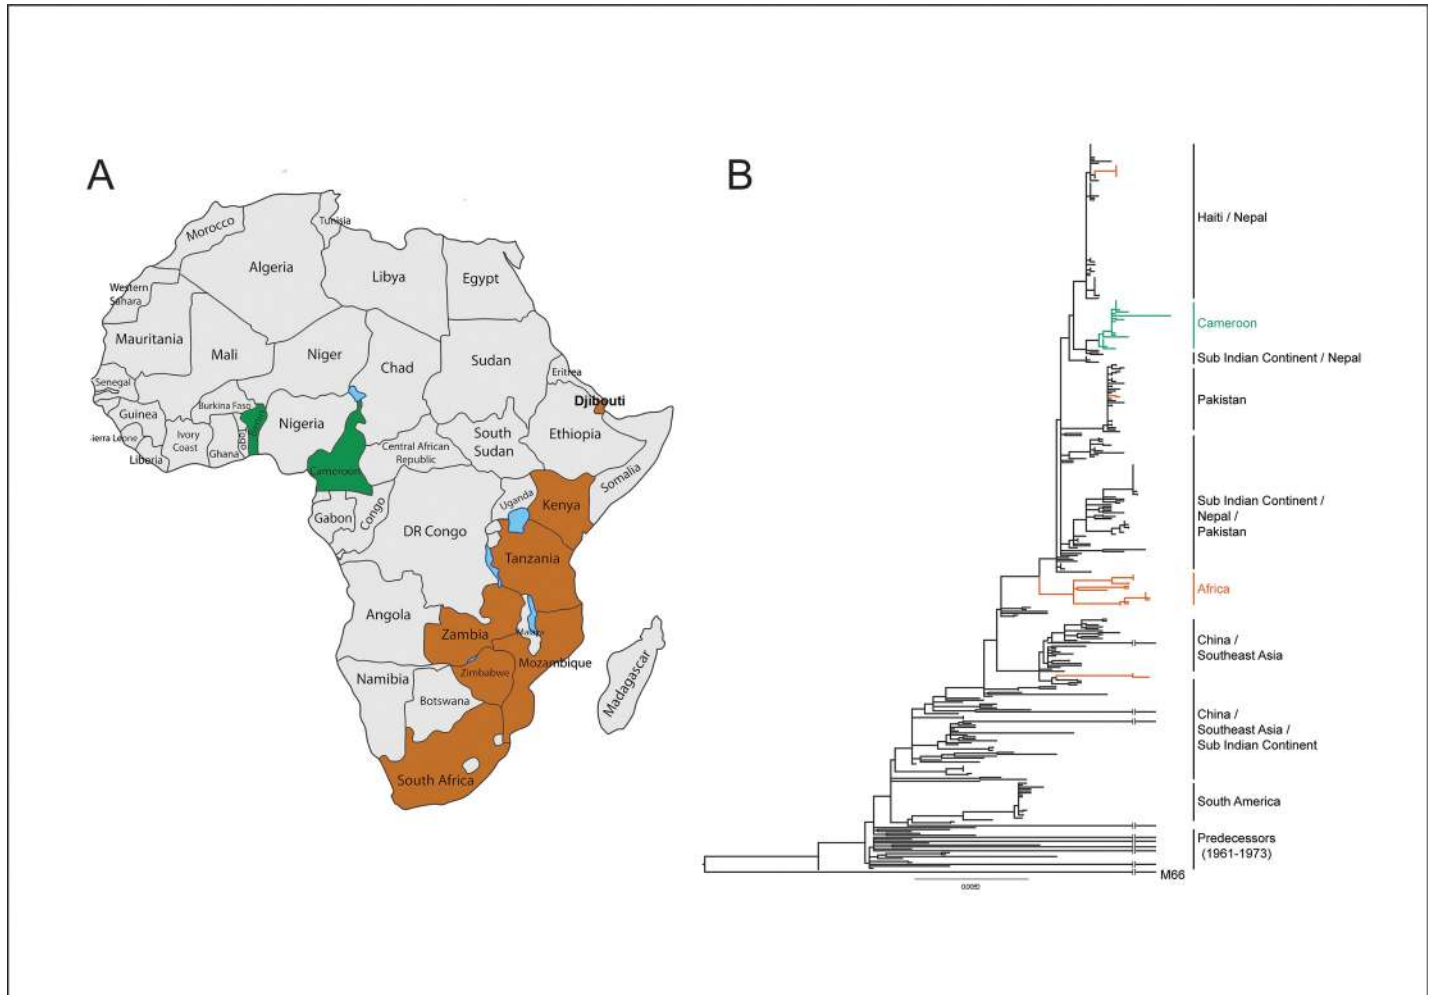 A
B
Morocco
Tunisia
Algeria
Libya
Egypt
Western
Sahara
Mauritania
Mali
Niger
Chad
Sudan
Eritrea
Senegal
Djibouti
Guinea
Burkina Faso
Benin
Nigeria
Ethiopia
ierra Leone
Ivory
Coast
Togo
Ghana
Liberia
Central African
Republic
South
Sudan
Somalia
Cameroon
Gabon
Congo
DR Congo
Uganda
Kenya
Tanzania
Angola
Zambia
Malawi
Mozambique
Zimbabwe
Namibia
Botswana
Madagascar
South Africa
Haiti / Nepal
Cameroon
Sub Indian Continent / Nepal
Pakistan
Sub Indian Continent /
Nepal /
Pakistan
Africa
China /
Southeast Asia
China /
Southeast Asia /
Sub Indian Continent
South America
Predecessors
(1961-1973)
M66